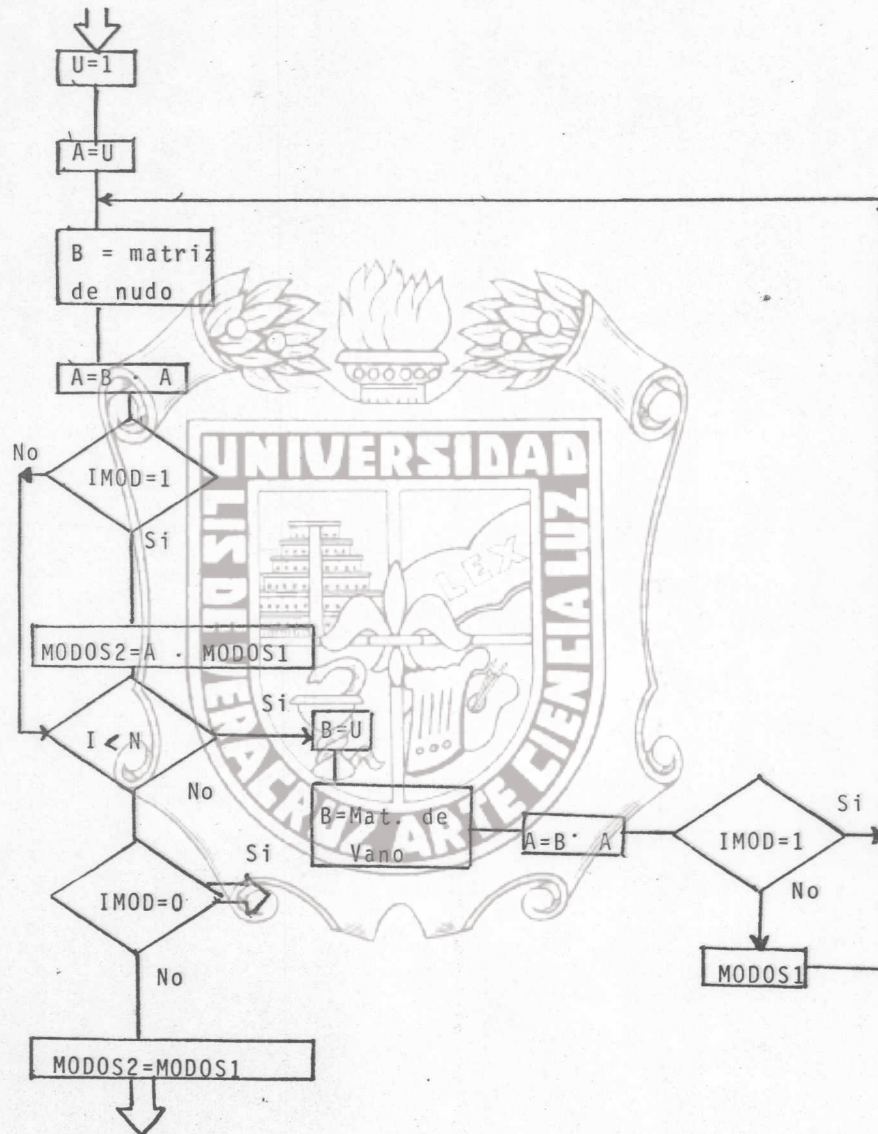 U=1
A=U
B = matriz
de nudo
A=B · A
No
IMOD=1
Si
MODOS2=A · MODOS1
I < N
Si
B=U
No
B=Mat. de
Vano
A=B· A
IMOD=1
Si
No
MODOS1
IMOD=0
Si
No
MODOS2=MODOS1
UNIVERSIDAD
LIS DE VERACRUZ ARTE CIENCIA LUZ
LEX